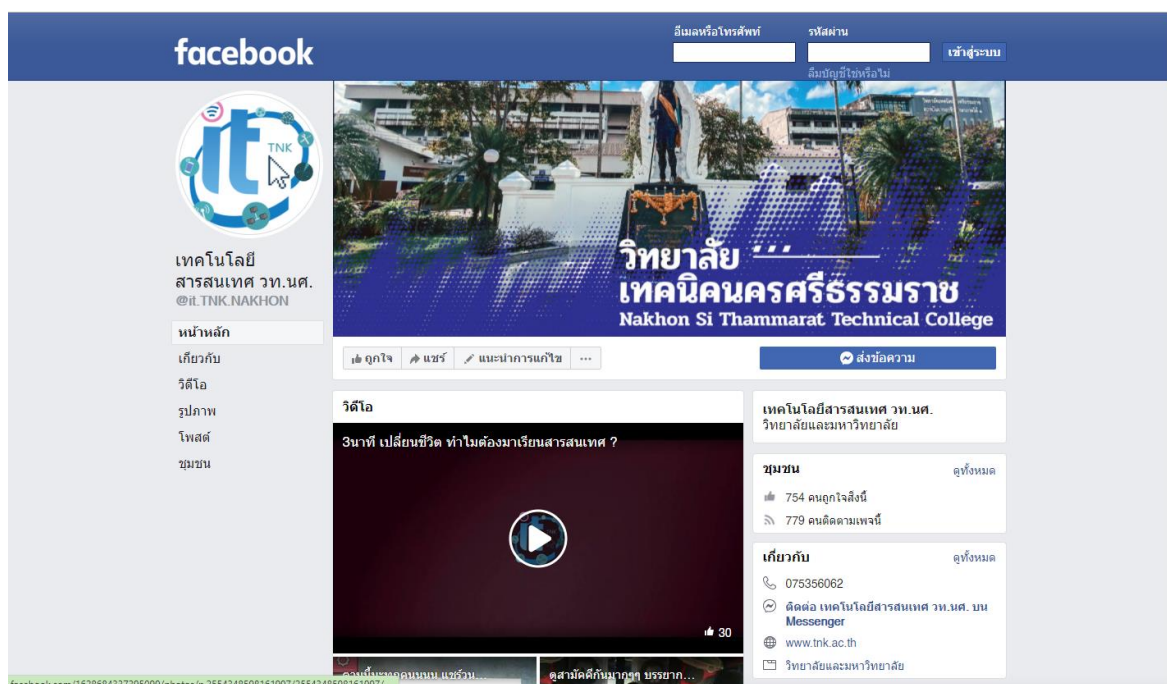 facebook
อีเมลหรือโทรศัพท์
รหัสผ่าน
เข้าสู่ระบบ
ลืมบัญชีใช่หรือไม่
it
TNK
วิทยาลัย
เทคนิคนครศรีธรรมราช
Nakhon Si Thammarat Technical College
เทคโนโลยี
สารสนเทศ วท.นศ.
@it.TNK.NAKHON
หน้าหลัก
เกี่ยวกับ
วิดีโอ
รูปภาพ
โพสต์
ชุมชน
ถูกใจ
แชร์
แนะนำการแก้ไข
...
ส่งข้อความ
วิดีโอ
3นาที เปลี่ยนชีวิต ทำไมต้องมาเรียนสารสนเทศ ?
30
ดูสามัคคีกันมากๆๆ บรรยาก...
เทคโนโลยีสารสนเทศ วท.นศ.
วิทยาลัยและมหาวิทยาลัย
ชุมชน
ดูทั้งหมด
754 คนถูกใจสิ่งนี้
779 คนติดตามเพจนี้
เกี่ยวกับ
ดูทั้งหมด
075356062
ติดต่อ เทคโนโลยีสารสนเทศ วท.นศ. บน
Messenger
www.tnk.ac.th
วิทยาลัยและมหาวิทยาลัย